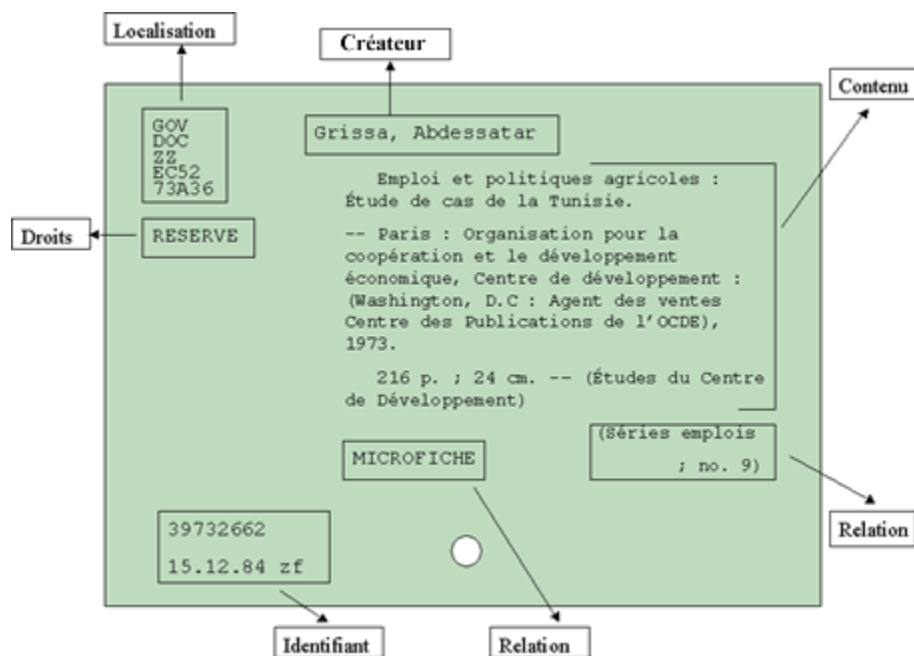 Localisation
Créateur
Contenu
GOV
DOC
ZZ
EC52
73A36
Grissa, Abdessatar
Emploi et politiques agricoles :
Étude de cas de la Tunisie.
Droits
RESERVE
-- Paris : Organisation pour la
coopération et le développement
économique, Centre de développement :
(Washington, D.C : Agent des ventes
Centre des Publications de l'OCDE),
1973.
216 p. ; 24 cm. -- (Études du Centre
de Développement)
(Séries emplois
; no. 9)
MICROFICHE
Relation
39732662
15.12.84 zf
Identifiant
Relation